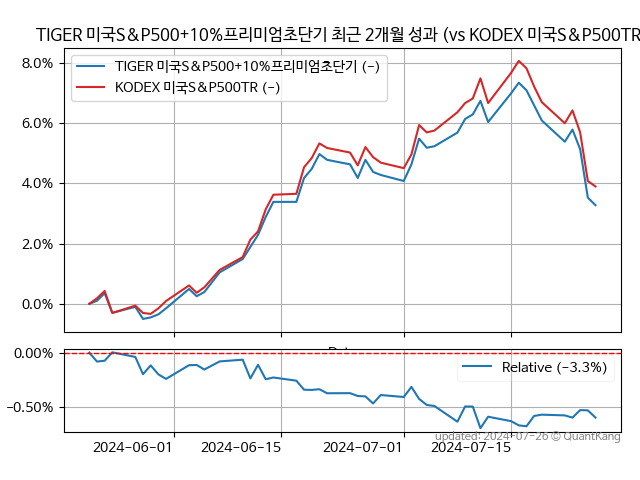 TIGER 미국S&P500+10%프리미엄초단기 최근 2개월 성과 (vs KODEX 미국S&P500TR
TIGER 미국S&P500+10%프리미엄초단기 (-)
KODEX 미국S&P500TR (-)
8.0%
6.0%
4.0%
2.0%
0.0%
0.00%
-0.50%
Relative (-3.3%)
2024-06-01
2024-06-15
2024-07-01
2024-07-15
updated: 2024-07-26 © QuantKang